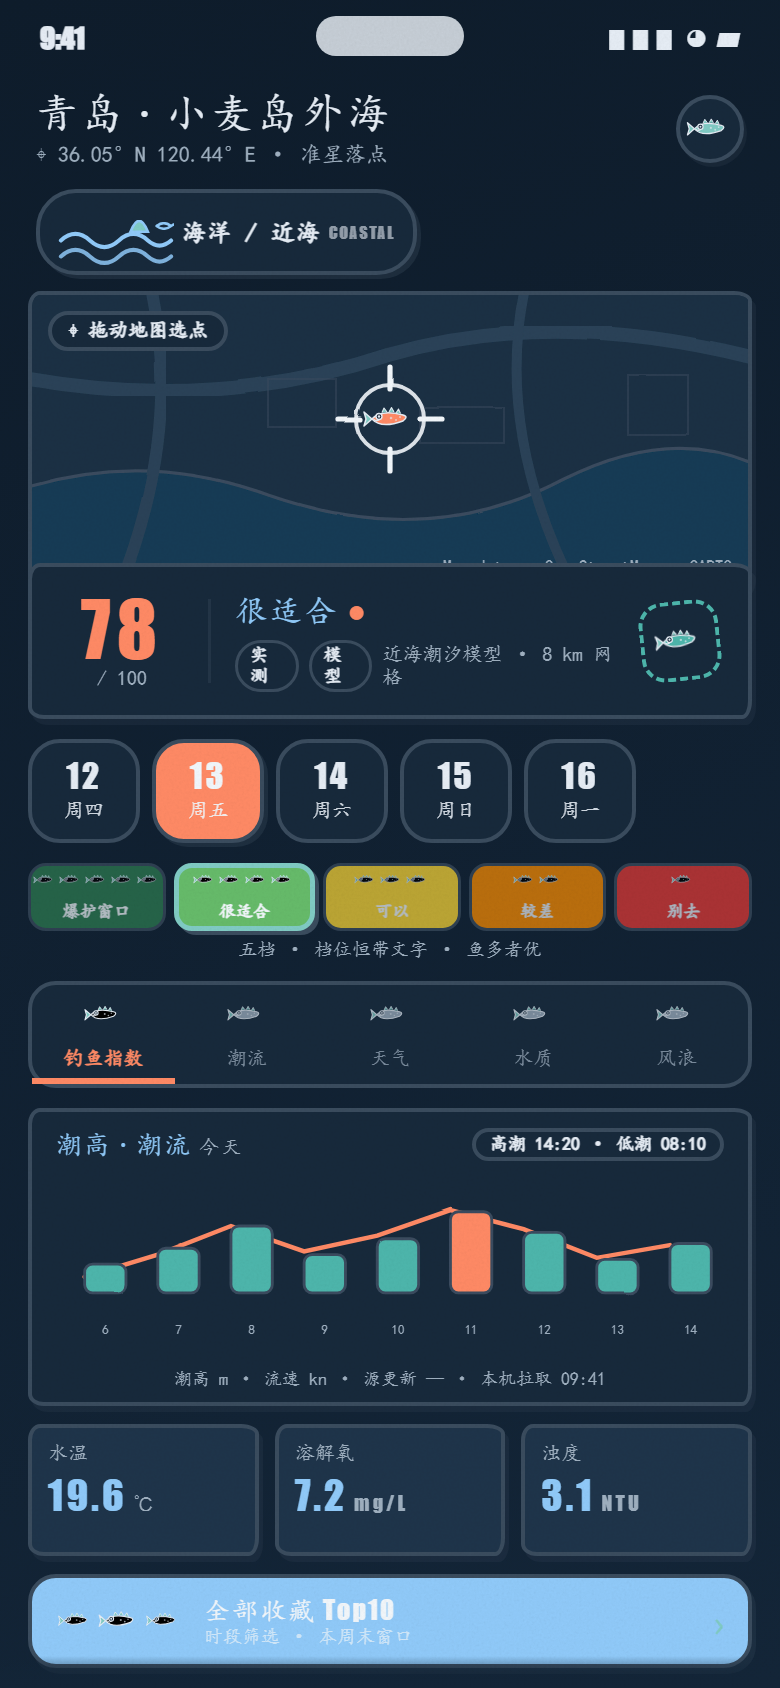 9:41
青岛·小麦岛外海
⌖ 36.05° N 120.44° E • 准星落点
海洋 / 近海 COASTAL
⌖ 拖动地图选点
78
/ 100
很适合
实测
模型
近海潮汐模型 • 8 km 网格
12
周四
13
周五
14
周六
15
周日
16
周一
爆护窗口
很适合
可以
较差
别去
五档 • 档位恒带文字 • 鱼多者优
钓鱼指数
潮流
天气
水质
风浪
潮高·潮流 今天
高潮 14:20 • 低潮 08:10
6 7 8 9 10 11 12 13 14
潮高 m • 流速 kn • 源更新 — • 本机拉取 09:41
水温
19.6 ℃
溶解氧
7.2 mg/L
浊度
3.1 NTU
全部收藏 Top10
时段筛选 • 本周末窗口